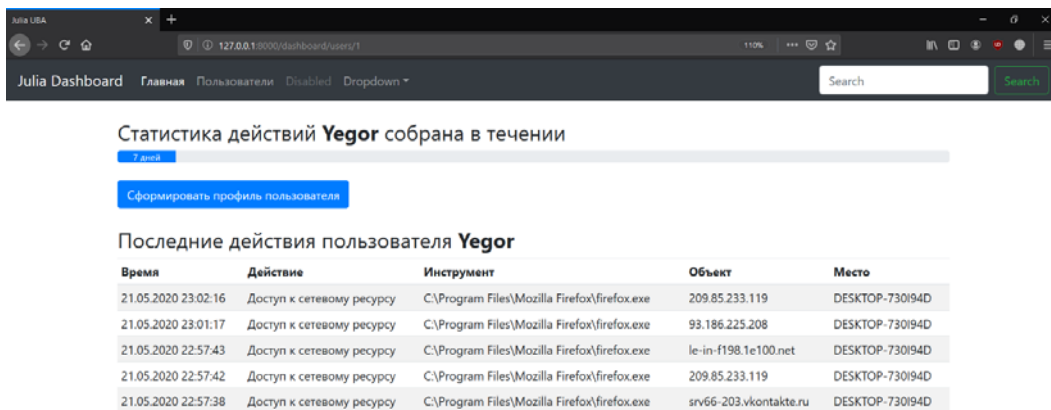 Julia UBA
127.0.0.1:8000/dashboard/users/1 110%
Julia Dashboard Главная Пользователи Disabled Dropdown Search Search
Статистика действий Yegor собрана в течении
7 дней
Сформировать профиль пользователя
Последние действия пользователя Yegor
Время Действие Инструмент Объект Место
21.05.2020 23:02:16 Доступ к сетевому ресурсу C:\Program Files\Mozilla Firefox\firefox.exe 209.85.233.119 DESKTOP-730I94D
21.05.2020 23:01:17 Доступ к сетевому ресурсу C:\Program Files\Mozilla Firefox\firefox.exe 93.186.225.208 DESKTOP-730I94D
21.05.2020 22:57:43 Доступ к сетевому ресурсу C:\Program Files\Mozilla Firefox\firefox.exe le-in-f198.1e100.net DESKTOP-730I94D
21.05.2020 22:57:42 Доступ к сетевому ресурсу C:\Program Files\Mozilla Firefox\firefox.exe 209.85.233.119 DESKTOP-730I94D
21.05.2020 22:57:38 Доступ к сетевому ресурсу C:\Program Files\Mozilla Firefox\firefox.exe srv66-203.vkontakte.ru DESKTOP-730I94D